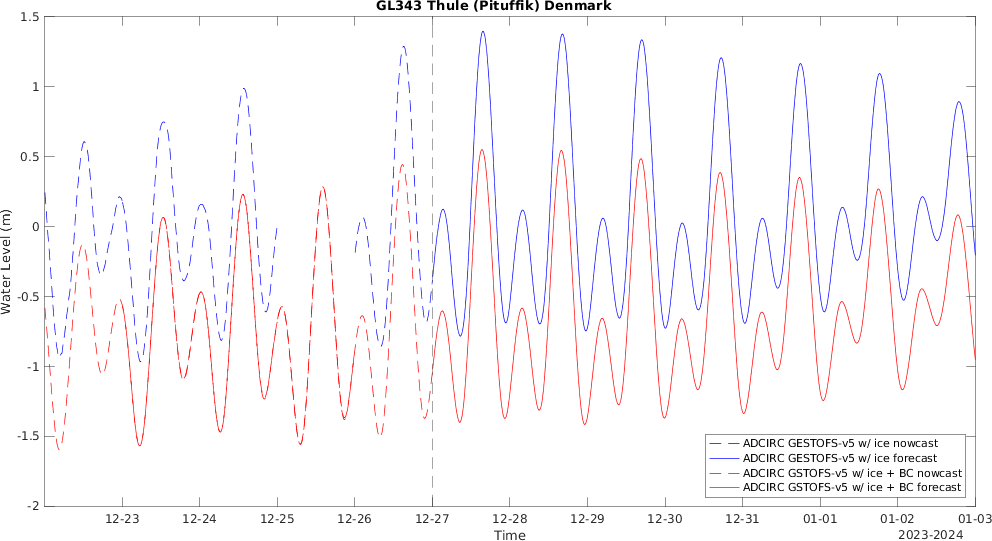 GL343 Thule (Pituffik) Denmark
1.5
1
0.5
0
-0.5
-1
-1.5
-2
Water Level (m)
ADCIRC GESTOFS-v5 w/ ice nowcast
ADCIRC GESTOFS-v5 w/ ice forecast
ADCIRC GSTOFS-v5 w/ ice + BC nowcast
ADCIRC GSTOFS-v5 w/ ice + BC forecast
12-23 12-24 12-25 12-26 12-27 12-28 12-29 12-30 12-31 01-01 01-02 01-03
Time
2023-2024